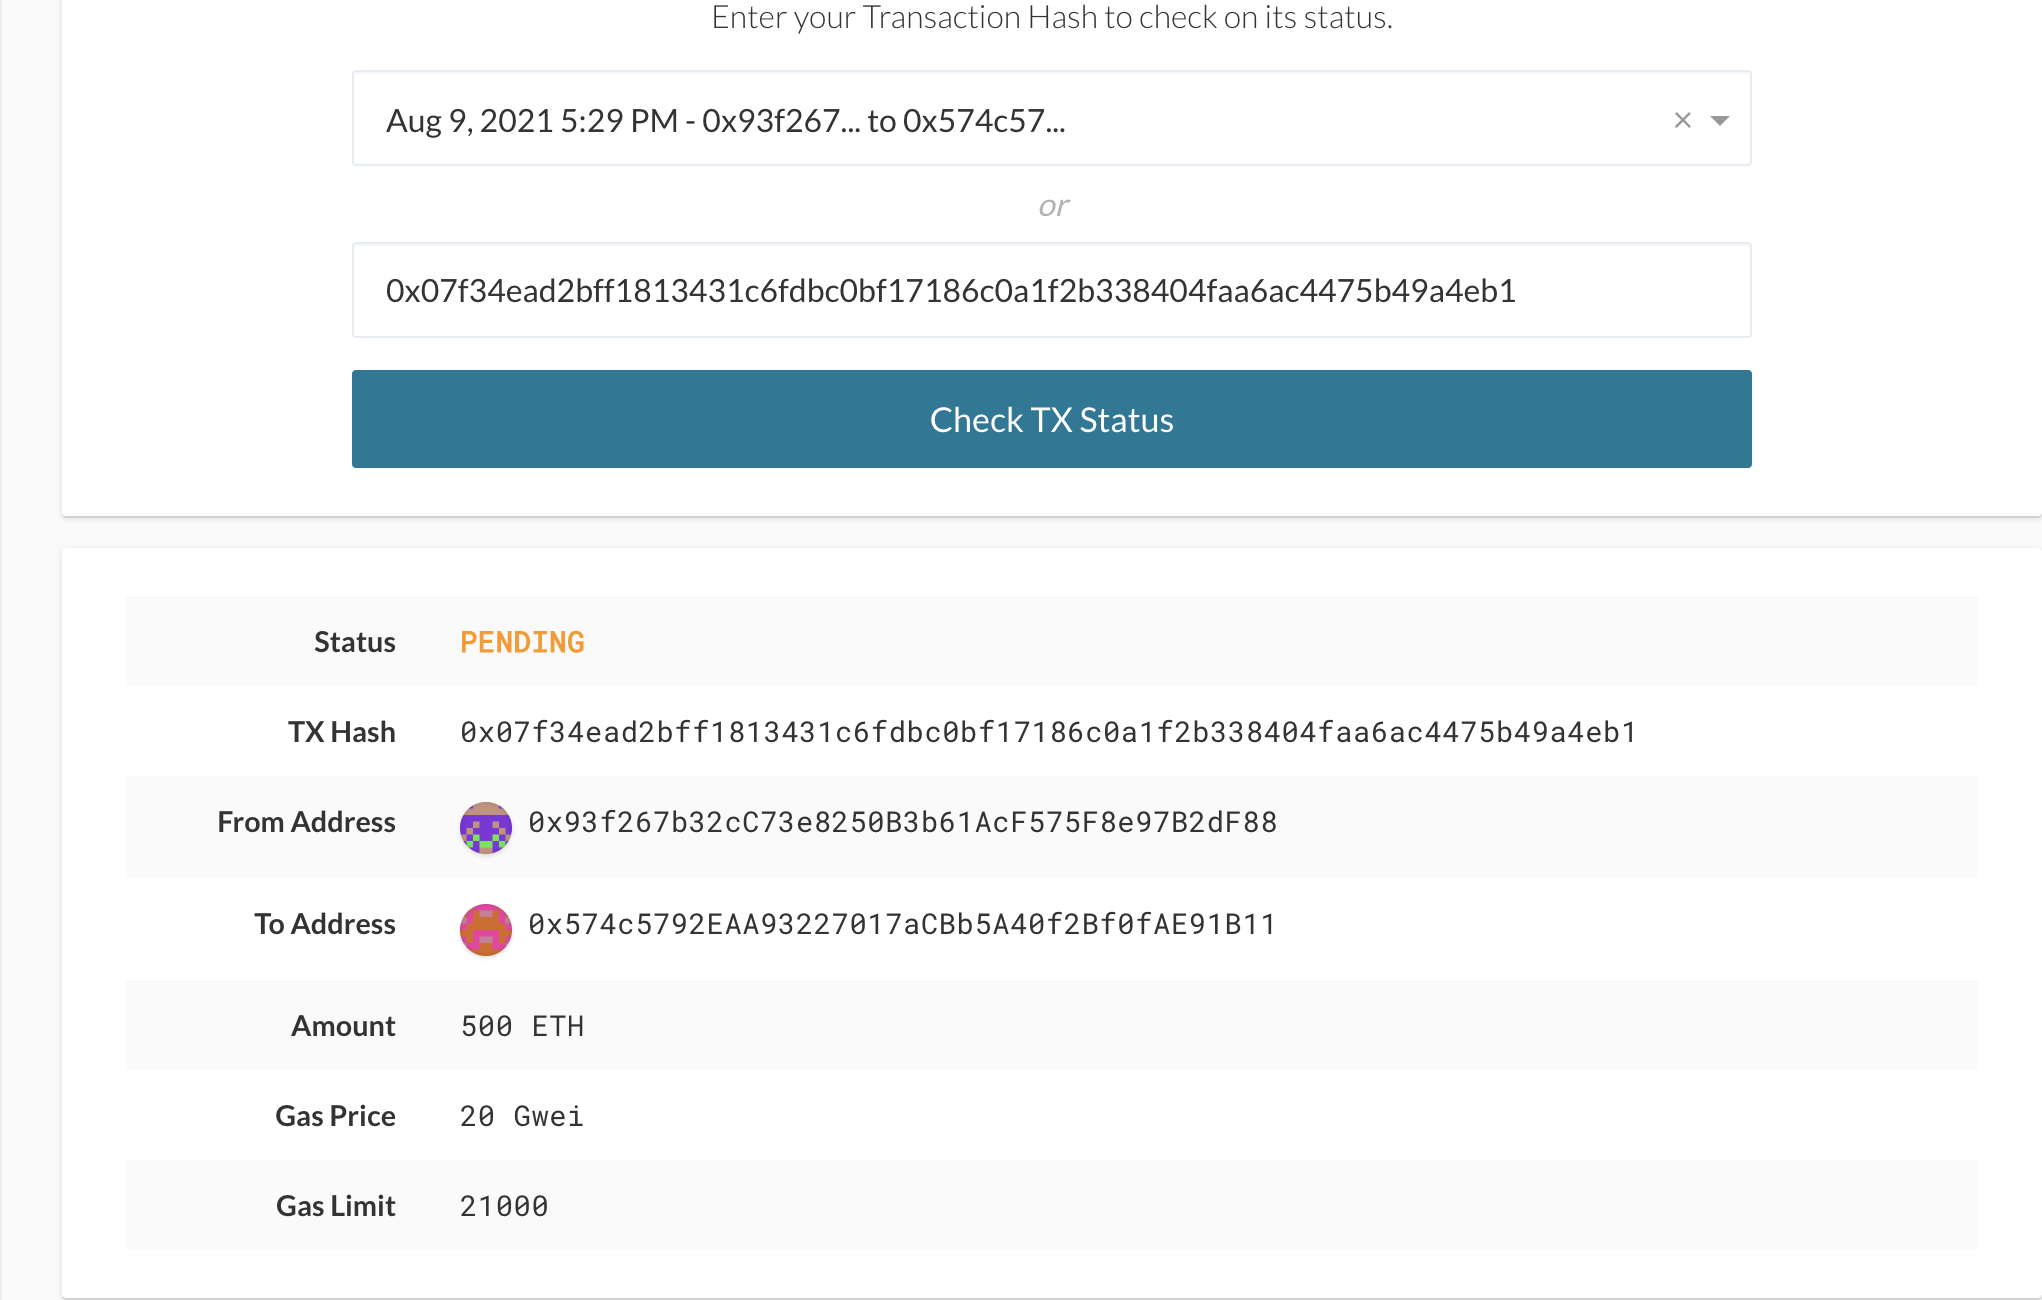 Enter your Transaction Hash to check on its status.
Aug 9, 2021 5:29 PM - 0x93f267... to 0x574c57...
or
0x07f34ead2bff1813431c6fdbc0bf17186c0a1f2b338404faa6ac4475b49a4eb1
Check TX Status
Status PENDING
TX Hash 0x07f34ead2bff1813431c6fdbc0bf17186c0a1f2b338404faa6ac4475b49a4eb1
From Address 0x93f267b32cC73e8250B3b61AcF575F8e97B2dF88
To Address 0x574c5792EAA93227017aCBb5A40f2Bf0fAE91B11
Amount 500 ETH
Gas Price 20 Gwei
Gas Limit 21000